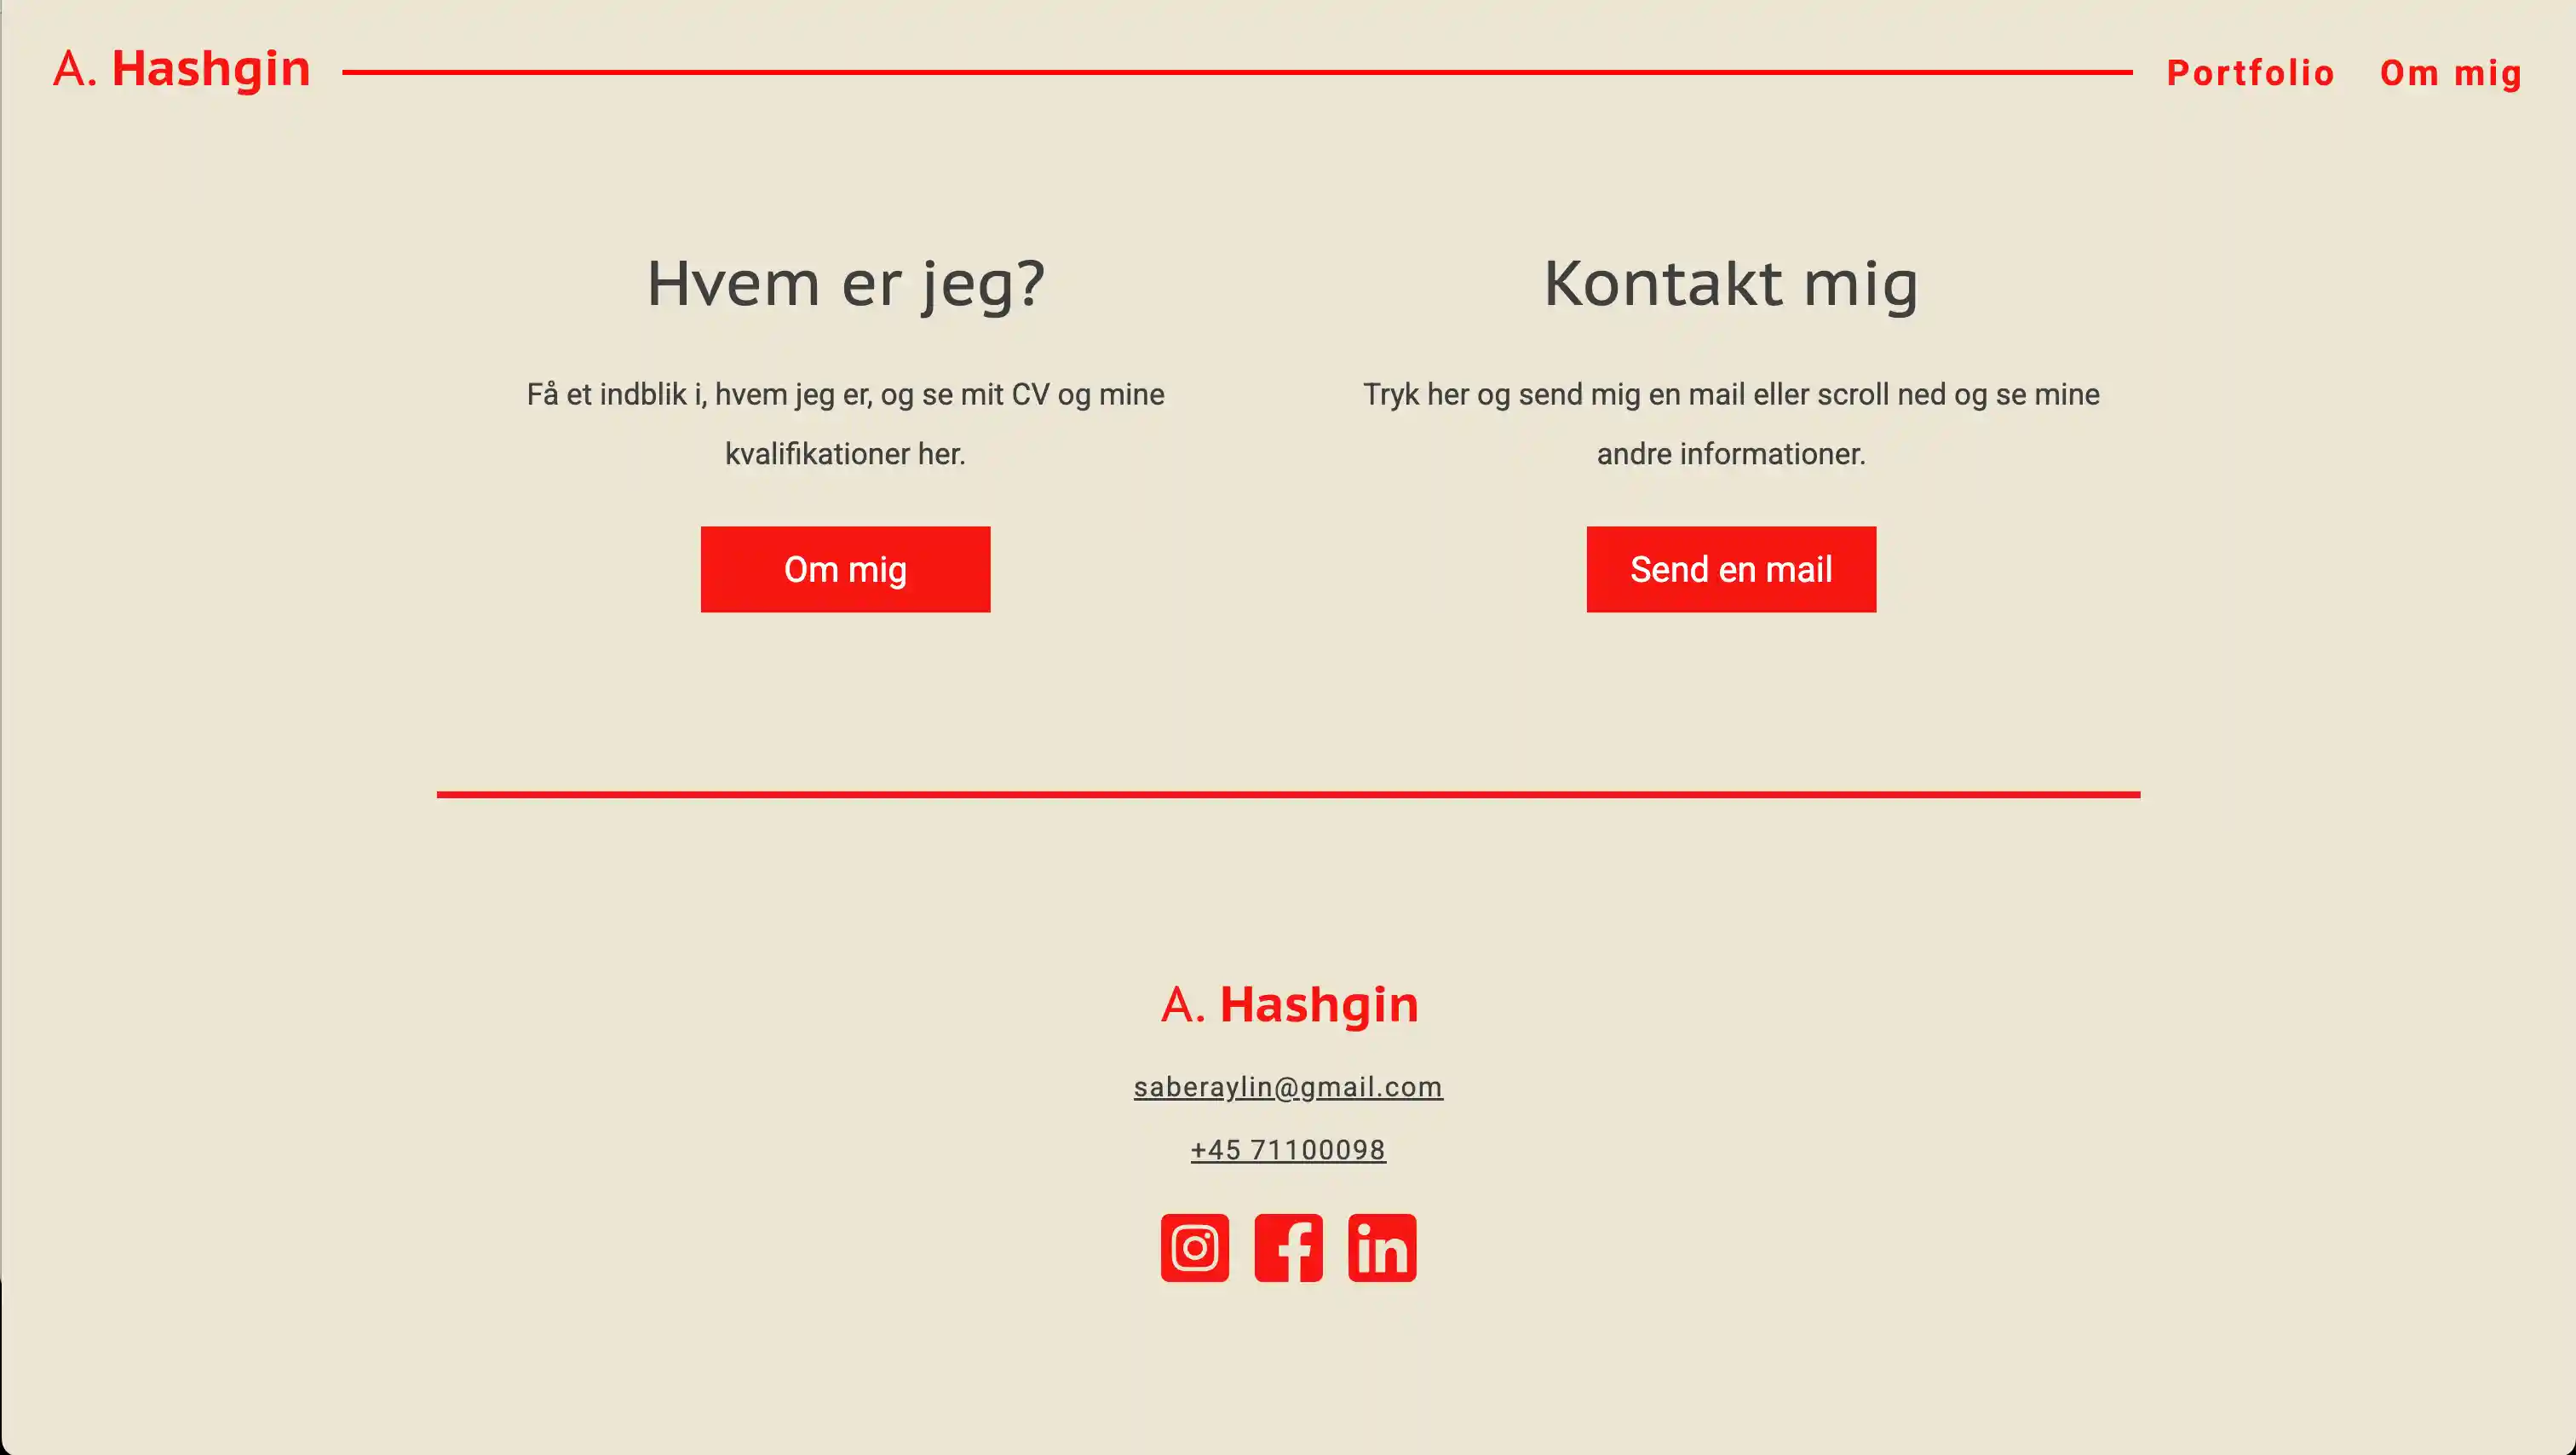 A. Hashgin
Portfolio
Om mig
Hvem er jeg?
Få et indblik i, hvem jeg er, og se mit CV og mine
kvalifikationer her.
Om mig
Kontakt mig
Tryk her og send mig en mail eller scroll ned og se mine
andre informationer.
Send en mail
A. Hashgin
saberaylin@gmail.com
+45 71100098